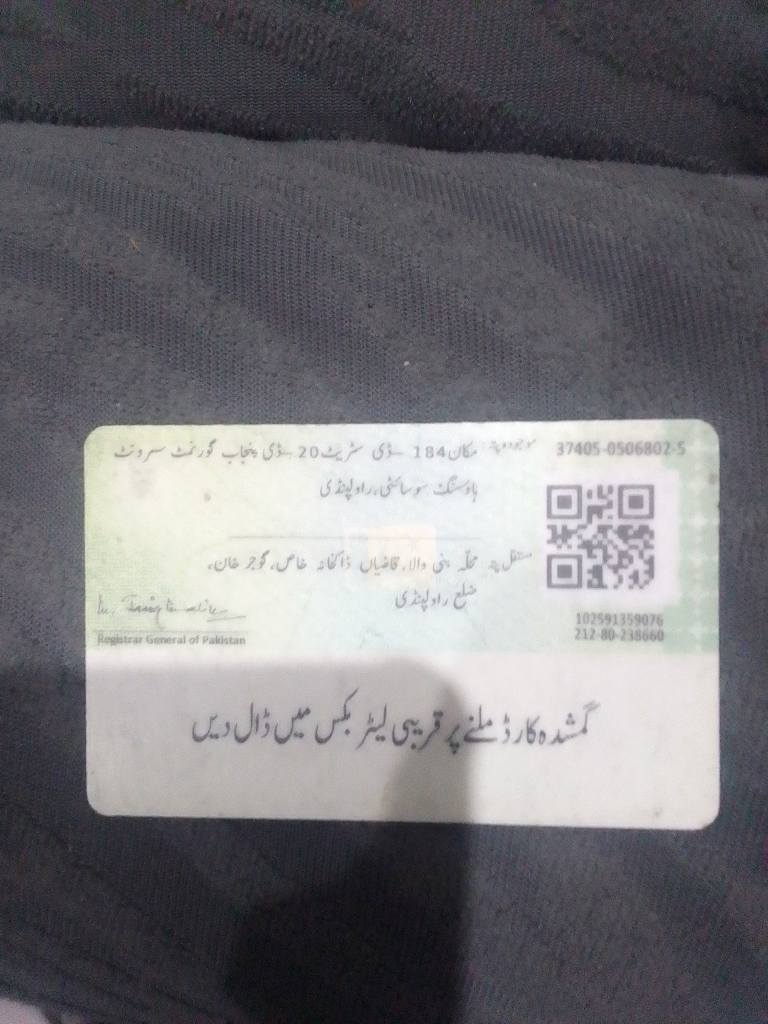 37405-0506802-5
موجودہ پتہ مکان 184 -ڈی سٹریٹ 20 -ڈی پنجاب گورنمنٹ سرونٹ
ہاؤسنگ سوسائٹی، راولپنڈی
مستقل پتہ محلّہ بنی والا، قاضیاں ڈاکخانہ خاص، گوجر خان،
ضلع راولپنڈی
102591359076
212-80-238660
Registrar General of Pakistan
گمشدہ کارڈ ملنے پر قریبی لیٹر بکس میں ڈال دیں